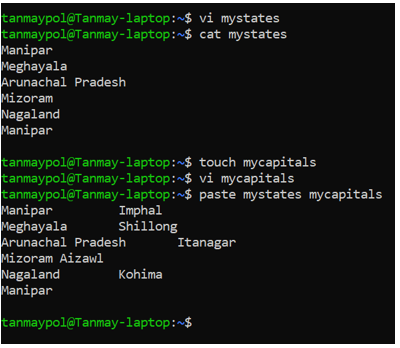 tanmaypol@Tanmay-laptop:~$ vi mystates
tanmaypol@Tanmay-laptop:~$ cat mystates
Manipar
Meghayala
Arunachal Pradesh
Mizoram
Nagaland
Manipar
tanmaypol@Tanmay-laptop:~$ touch mycapitals
tanmaypol@Tanmay-laptop:~$ vi mycapitals
tanmaypol@Tanmay-laptop:~$ paste mystates mycapitals
Manipar Imphal
Meghayala Shillong
Arunachal Pradesh Itanagar
Mizoram Aizawl
Nagaland Kohima
Manipar
tanmaypol@Tanmay-laptop:~$